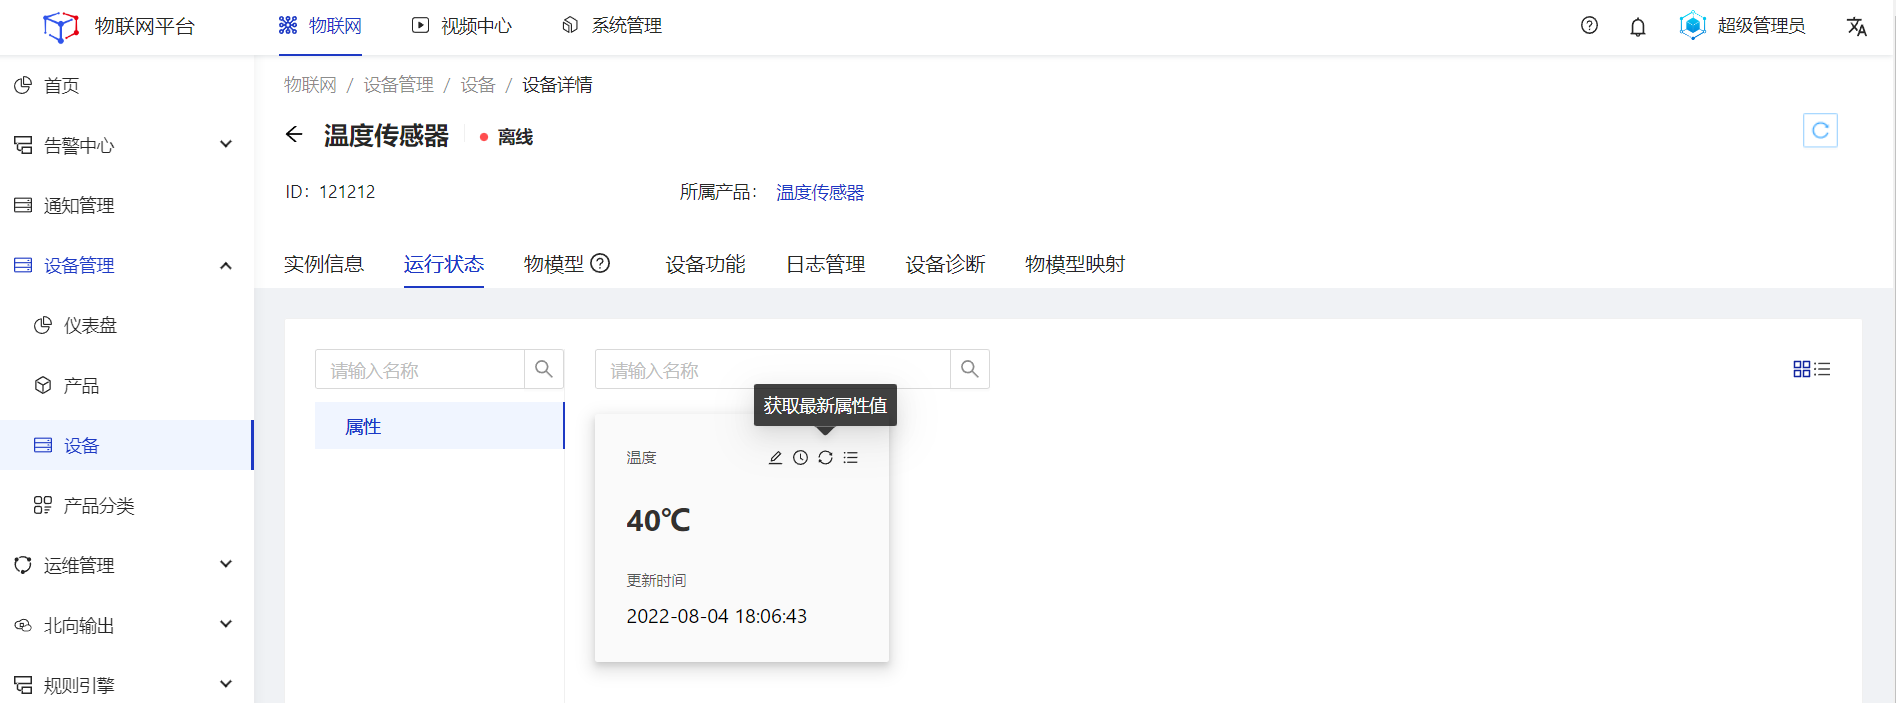 物联网平台
物联网
视频中心
系统管理
超级管理员
首页
告警中心
通知管理
设备管理
仪表盘
产品
设备
产品分类
运维管理
北向输出
规则引擎
物联网 / 设备管理 / 设备 / 设备详情
温度传感器
离线
ID：121212
所属产品： 温度传感器
实例信息
运行状态
物模型
设备功能
日志管理
设备诊断
物模型映射
请输入名称
请输入名称
属性
获取最新属性值
温度
40℃
更新时间
2022-08-04 18:06:43